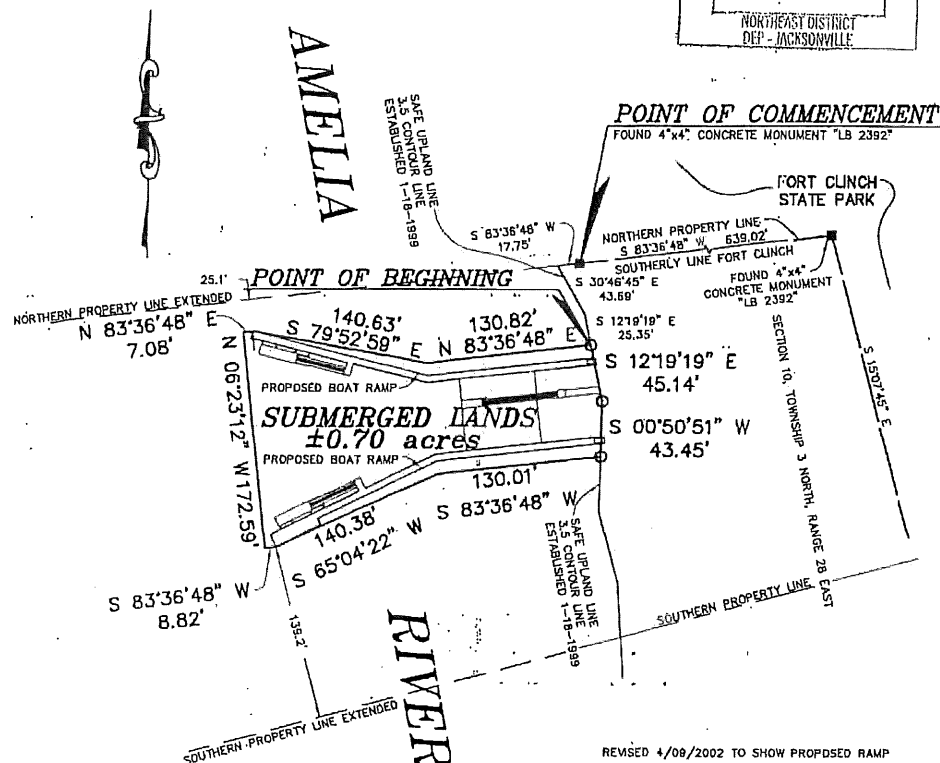 NORTHEAST DISTRICT
DEP - JACKSONVILLE
AMELIA
SAFE UPLAND LINE
3.5 CONTOUR LINE
ESTABLISHED 1-18-1999
POINT OF COMMENCEMENT
FOUND 4"x4" CONCRETE MONUMENT "LB 2392"
FORT CLINCH
STATE PARK
S 83°36'48" W
17.75'
NORTHERN PROPERTY LINE
S 83°36'48" W 639.02'
SOUTHERLY LINE FORT CLINCH
FOUND 4"x4"
CONCRETE MONUMENT
"LB 2392"
S 30°46'45" E
43.69'
25.1'
POINT OF BEGINNING
NORTHERN PROPERTY LINE EXTENDED
N 83°36'48" E
7.08'
140.63'
S 79°52'59" E
130.82'
N 83°36'48" E
S 12°19'19" E
25.35'
S 12°19'19" E
45.14'
S 15°07'45" E
SECTION 10, TOWNSHIP 3 NORTH, RANGE 28 EAST
PROPOSED BOAT RAMP
SUBMERGED LANDS
±0.70 acres
PROPOSED BOAT RAMP
N 06°23'12" W 172.59'
S 00°50'51" W
43.45'
130.01'
S 83°36'48" W
140.38'
S 65°04'22" W
S 83°36'48" W
8.82'
139.2'
SAFE UPLAND LINE
3.5 CONTOUR LINE
ESTABLISHED 1-18-1999
SOUTHERN PROPERTY LINE
RIVER
SOUTHERN PROPERTY LINE EXTENDED
REVISED 4/09/2002 TO SHOW PROPOSED RAMP